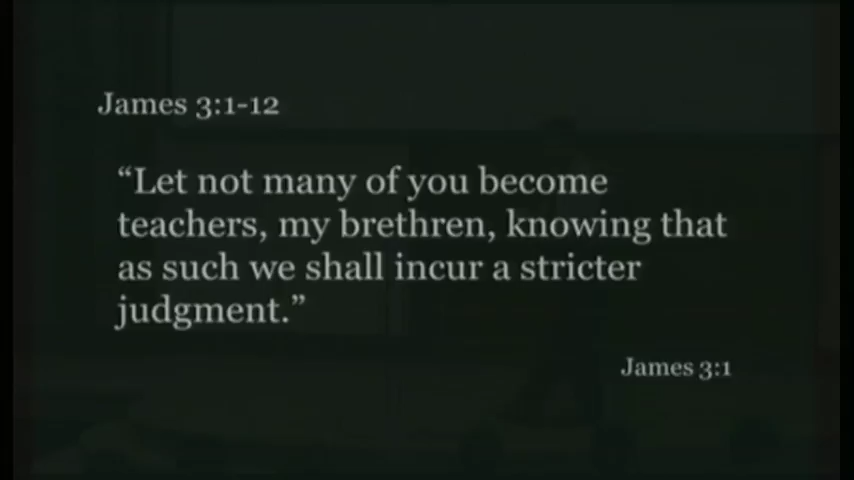 James 3:1-12
“Let not many of you become
teachers, my brethren, knowing that
as such we shall incur a stricter
judgment.”
James 3:1